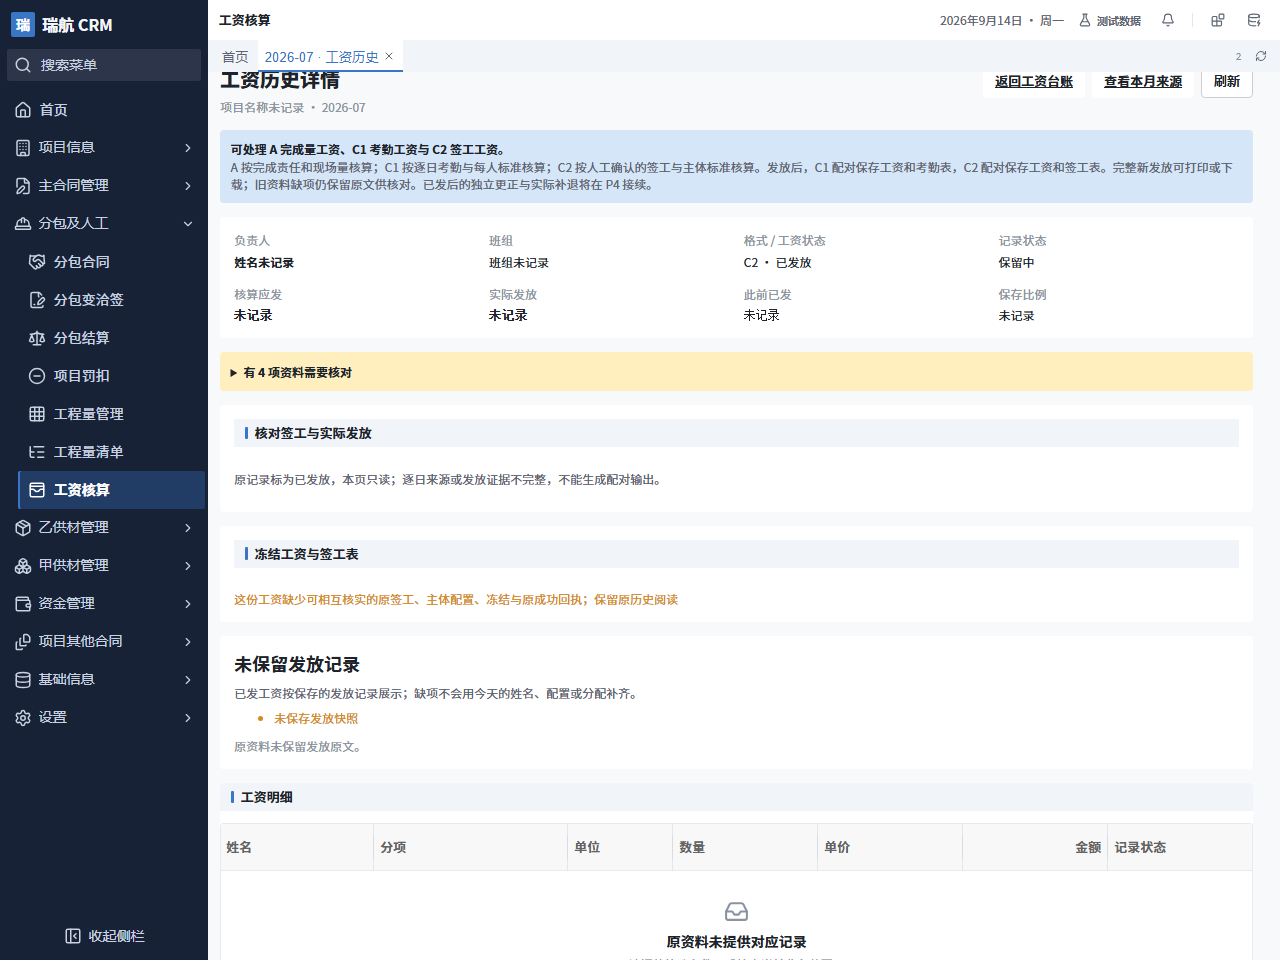 瑞 瑞航 CRM
搜索菜单
首页
项目信息
主合同管理
分包及人工
分包合同
分包变洽签
分包结算
项目罚扣
工程量管理
工程量清单
工资核算
乙供材管理
甲供材管理
资金管理
项目其他合同
基础信息
设置
收起侧栏
工资核算
2026年9月14日 • 周一 测试数据
首页 2026-07 · 工资历史 2
工资历史详情
返回工资台账 查看本月来源 刷新
项目名称未记录 • 2026-07
可处理 A 完成量工资、C1 考勤工资与 C2 签工工资。
A 按完成责任和现场量核算；C1 按逐日考勤与每人标准核算；C2 按人工确认的签工与主体标准核算。发放后，C1 配对保存工资和考勤表，C2 配对保存工资和签工表。完整新发放可打印或下
载；旧资料缺项仍保留原文供核对。已发后的独立更正与实际补退将在 P4 接续。
负责人 班组 格式 / 工资状态 记录状态
姓名未记录 班组未记录 C2 • 已发放 保留中
核算应发 实际发放 此前已发 保存比例
未记录 未记录 未记录 未记录
有 4 项资料需要核对
核对签工与实际发放
原记录标为已发放，本页只读；逐日来源或发放证据不完整，不能生成配对输出。
冻结工资与签工表
这份工资缺少可相互核实的原签工、主体配置、冻结与原成功回执；保留原历史阅读
未保留发放记录
已发工资按保存的发放记录展示；缺项不会用今天的姓名、配置或分配补齐。
未保存发放快照
原资料未保留发放原文。
工资明细
姓名 分项 单位 数量 单价 金额 记录状态
原资料未提供对应记录